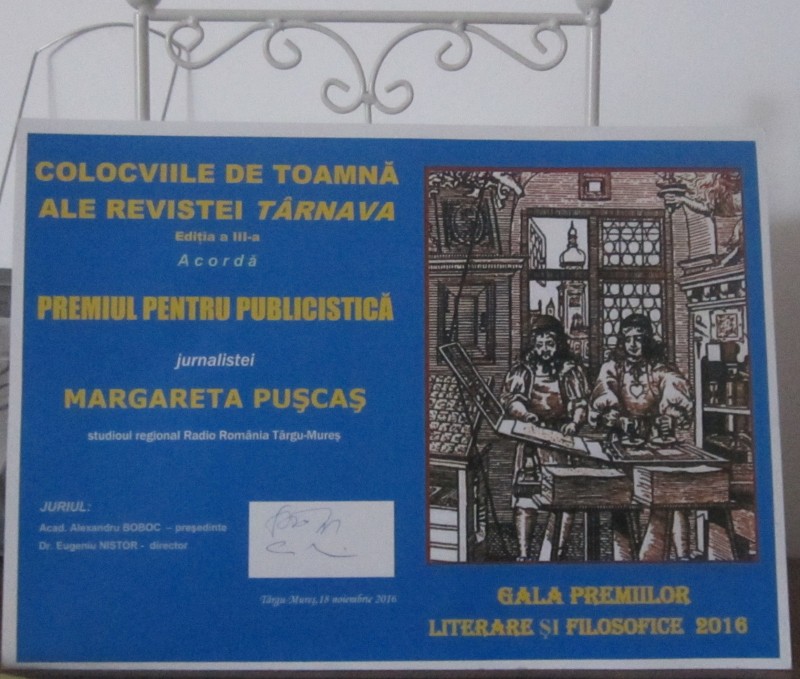 COLOCVIILE DE TOAMNĂ
ALE REVISTEI TÂRNAVA
Ediția a III-a
Acordă
PREMIUL PENTRU PUBLICISTICĂ
jurnalistei
MARGARETA PUŞCAŞ
studioul regional Radio România Târgu-Mureş
JURIUL:
Acad. Alexandru BOBOC – preşedinte
Dr. Eugeniu NISTOR - director
Târgu-Mureş, 18 noiembrie 2016
GALA PREMIILOR
LITERARE ŞI FILOSOFICE 2016